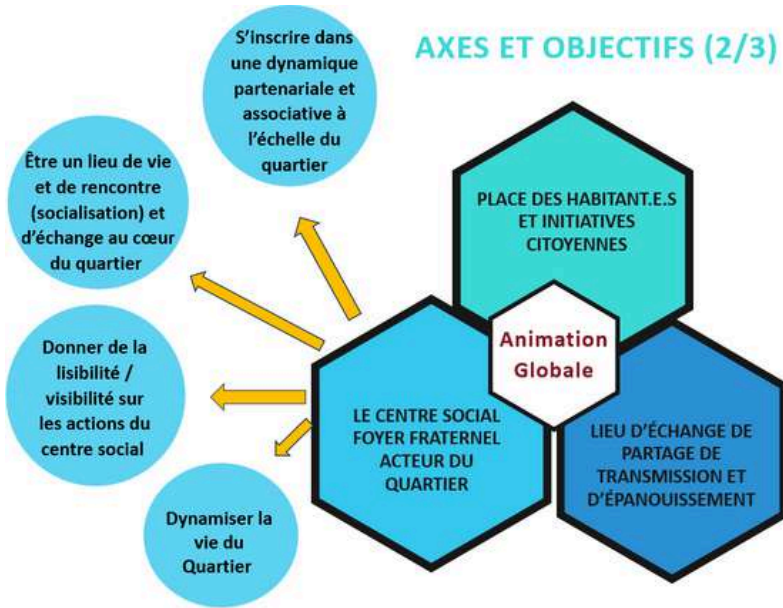 AXES ET OBJECTIFS (2/3)
S’inscrire dans
une dynamique
partenariale et
associative à
l’échelle du
quartier
Être un lieu de vie
et de rencontre
(socialisation) et
d’échange au cœur
du quartier
Donner de la
lisibilité /
visibilité sur
les actions du
centre social
Dynamiser la
vie du
Quartier
PLACE DES HABITANT.E.S
ET INITIATIVES
CITOYENNES
Animation
Globale
LE CENTRE SOCIAL
FOYER FRATERNEL
ACTEUR DU
QUARTIER
LIEU D’ÉCHANGE DE
PARTAGE DE
TRANSMISSION ET
D’ÉPANOUISSEMENT